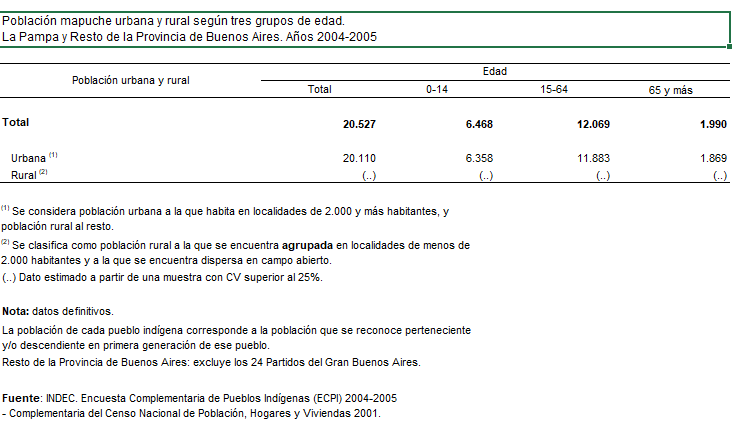 Población mapuche urbana y rural según tres grupos de edad.
La Pampa y Resto de la Provincia de Buenos Aires. Años 2004-2005
Población urbana y rural Edad
Total 0-14 15-64 65 y más
Total 20.527 6.468 12.069 1.990
Urbana (1) 20.110 6.358 11.883 1.869
Rural (2) (..) (..) (..) (..)
(1) Se considera población urbana a la que habita en localidades de 2.000 y más habitantes, y
población rural al resto.
(2) Se clasifica como población rural a la que se encuentra agrupada en localidades de menos de
2.000 habitantes y a la que se encuentra dispersa en campo abierto.
(..) Dato estimado a partir de una muestra con CV superior al 25%.
Nota: datos definitivos.
La población de cada pueblo indígena corresponde a la población que se reconoce perteneciente
y/o descendiente en primera generación de ese pueblo.
Resto de la Provincia de Buenos Aires: excluye los 24 Partidos del Gran Buenos Aires.
Fuente: INDEC. Encuesta Complementaria de Pueblos Indígenas (ECPI) 2004-2005
- Complementaria del Censo Nacional de Población, Hogares y Viviendas 2001.